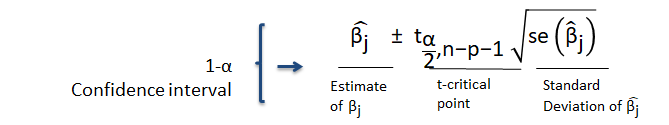 β̂j ± tα/2,n−p−1 √se(β̂j)
1-α
Confidence interval
Estimate
of βj
t-critical
point
Standard
Deviation of β̂j